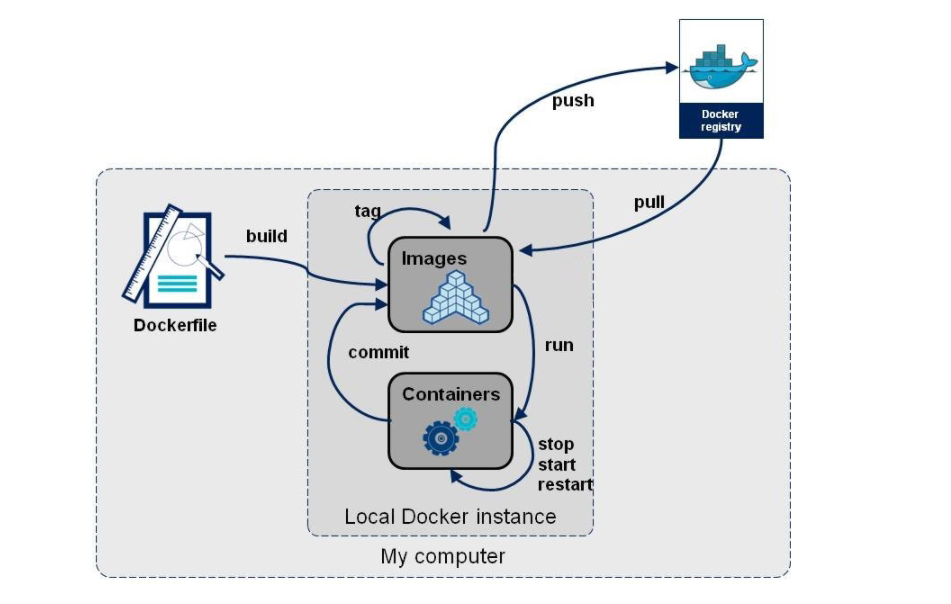 push
Docker
registry
tag
pull
build
Images
Dockerfile
commit
run
Containers
stop
start
restart
Local Docker instance
My computer